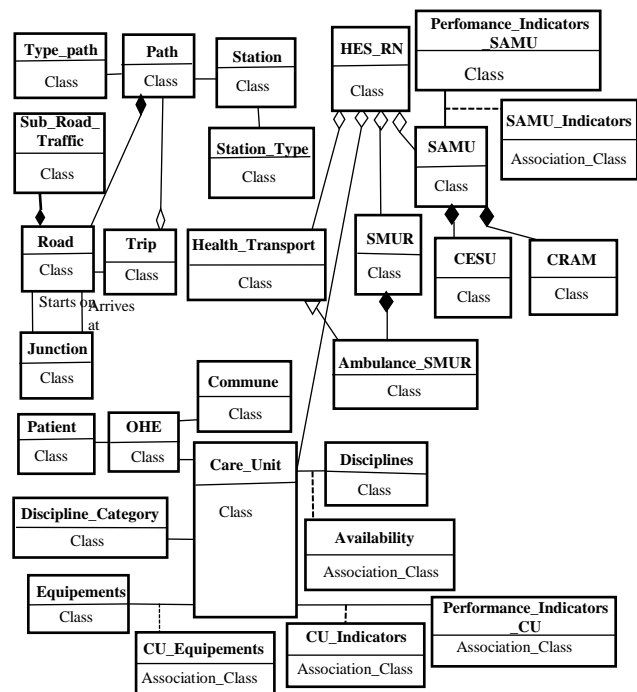 Perfomance_Indicators
_SAMU
Class
Type_path
Class
Path
Class
Station
Class
HES_RN
Class
SAMU_Indicators
Association_Class
Sub_Road_
Traffic
Class
Station_Type
Class
SAMU
Class
Road
Class
Trip
Class
Health_Transport
Class
SMUR
Class
CESU
Class
CRAM
Class
Starts on
Arrives
at
Junction
Class
Ambulance_SMUR
Class
Commune
Class
Patient
Class
OHE
Class
Care_Unit
Class
Disciplines
Class
Discipline_Category
Class
Availability
Association_Class
Equipements
Class
CU_Equipements
Association_Class
CU_Indicators
Association_Class
Performance_Indicators
_CU
Association_Class